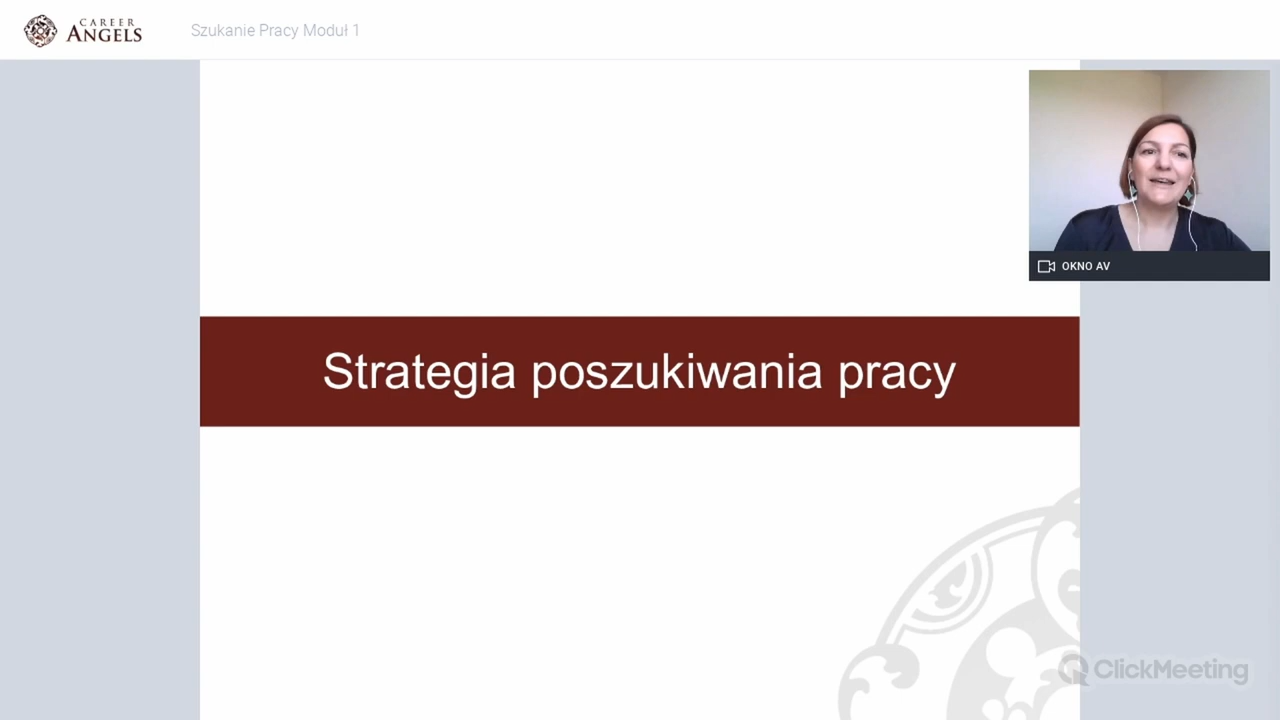 CAREER
ANGELS
Szukanie Pracy Moduł 1
OKNO AV
Strategia poszukiwania pracy
ClickMeeting